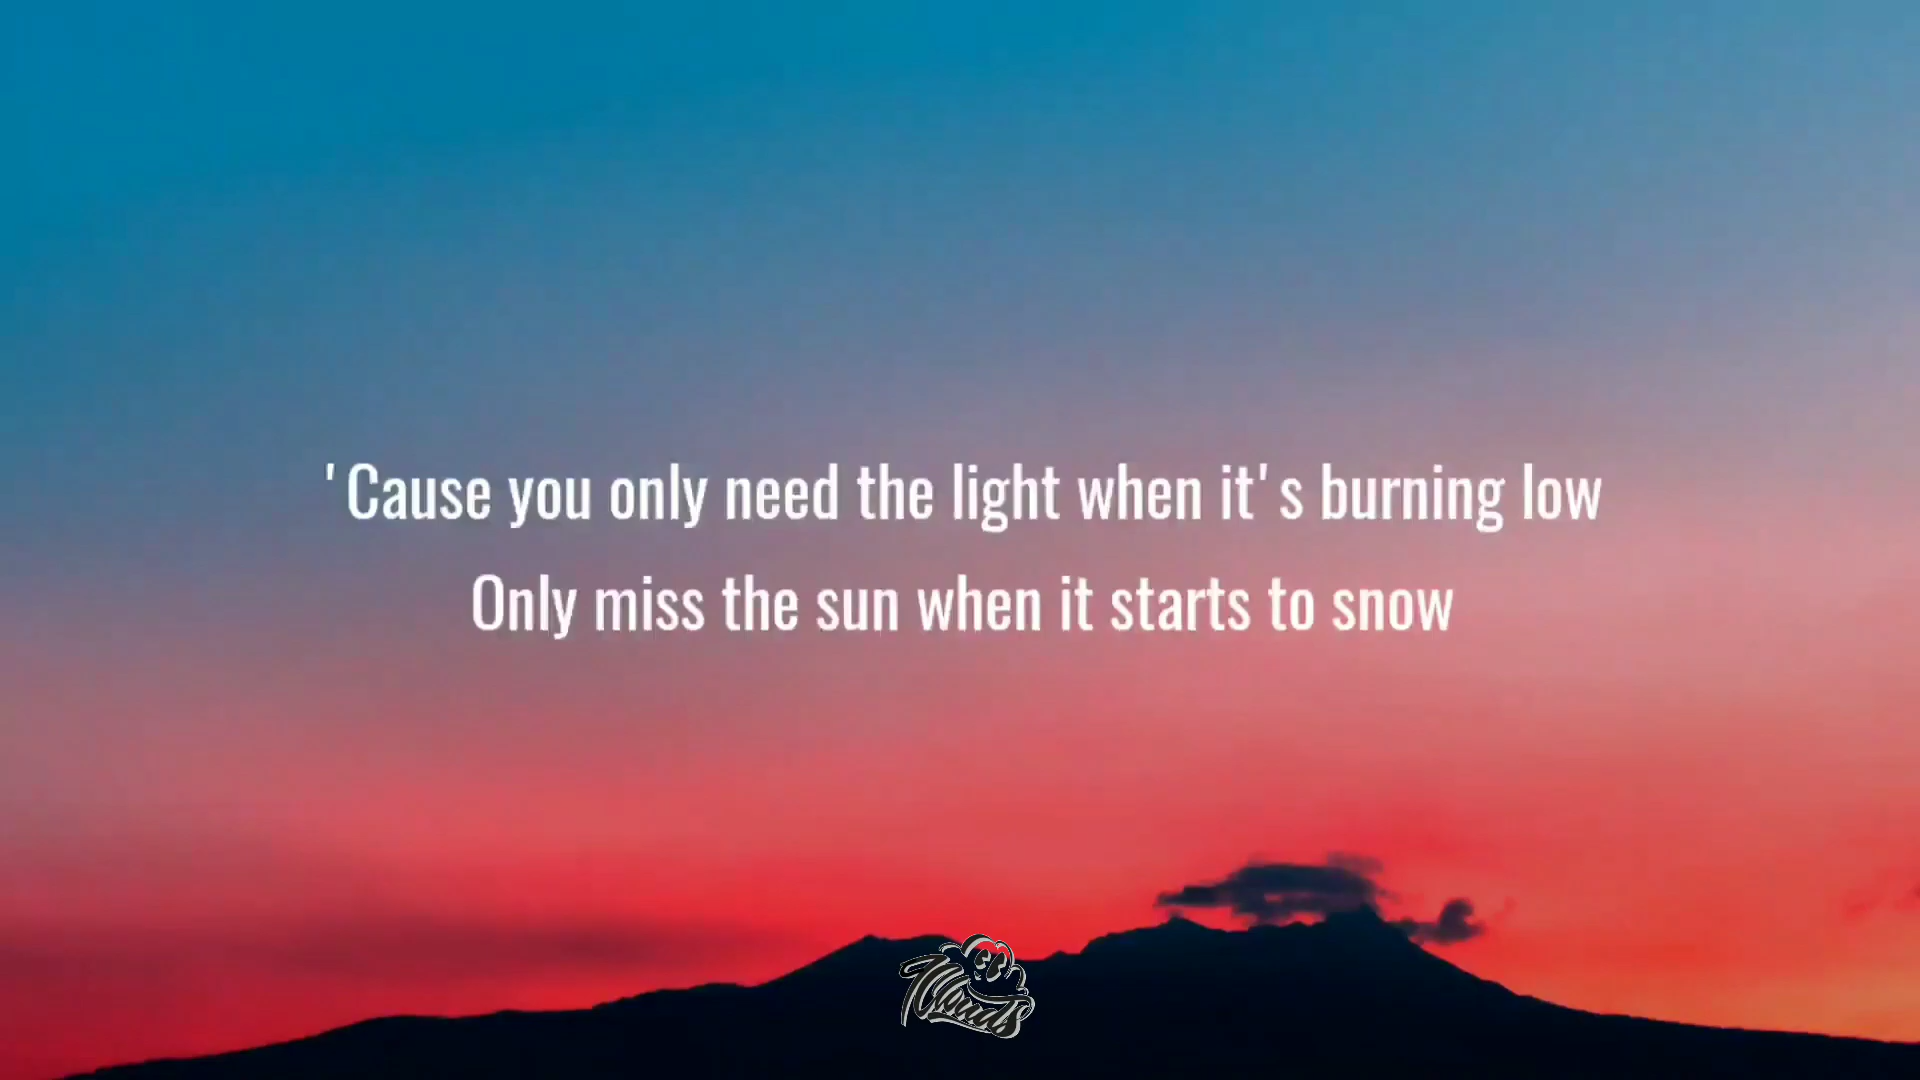 'Cause you only need the light when it's burning low
Only miss the sun when it starts to snow
7Clouds